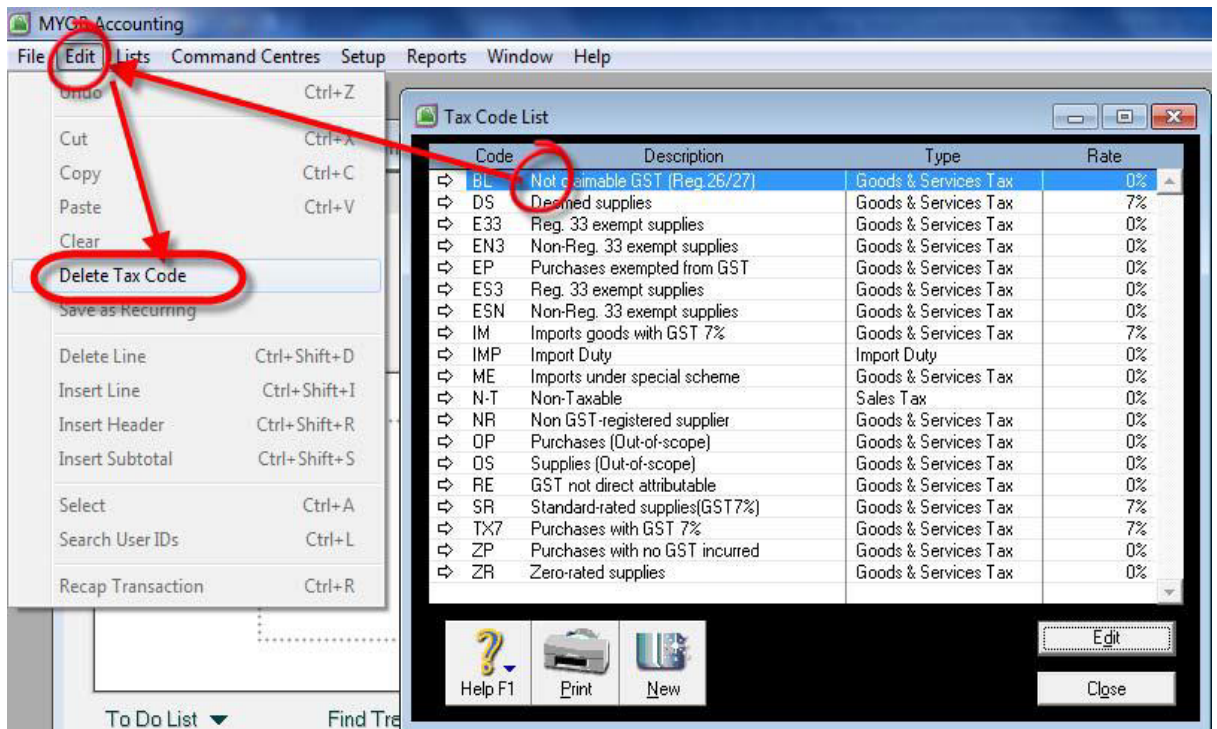 MYOB Accounting
File Edit Lists Command Centres Setup Reports Window Help
Undo Ctrl+Z
Cut Ctrl+X
Copy Ctrl+C
Paste Ctrl+V
Clear
Delete Tax Code
Save as Recurring
Delete Line Ctrl+Shift+D
Insert Line Ctrl+Shift+I
Insert Header Ctrl+Shift+R
Insert Subtotal Ctrl+Shift+S
Select Ctrl+A
Search User IDs Ctrl+L
Recap Transaction Ctrl+R
To Do List Find Tre
Tax Code List
Code Description Type Rate
BL Not claimable GST (Reg.26/27) Goods & Services Tax 0%
DS Deemed supplies Goods & Services Tax 7%
E33 Reg. 33 exempt supplies Goods & Services Tax 0%
EN3 Non-Reg. 33 exempt supplies Goods & Services Tax 0%
EP Purchases exempted from GST Goods & Services Tax 0%
ES3 Reg. 33 exempt supplies Goods & Services Tax 0%
ESN Non-Reg. 33 exempt supplies Goods & Services Tax 0%
IM Imports goods with GST 7% Goods & Services Tax 7%
IMP Import Duty Import Duty 0%
ME Imports under special scheme Goods & Services Tax 0%
N-T Non-Taxable Sales Tax 0%
NR Non GST-registered supplier Goods & Services Tax 0%
OP Purchases (Out-of-scope) Goods & Services Tax 0%
OS Supplies (Out-of-scope) Goods & Services Tax 0%
RE GST not direct attributable Goods & Services Tax 0%
SR Standard-rated supplies(GST7%) Goods & Services Tax 7%
TX7 Purchases with GST 7% Goods & Services Tax 7%
ZP Purchases with no GST incurred Goods & Services Tax 0%
ZR Zero-rated supplies Goods & Services Tax 0%
Help F1 Print New
Edit
Close